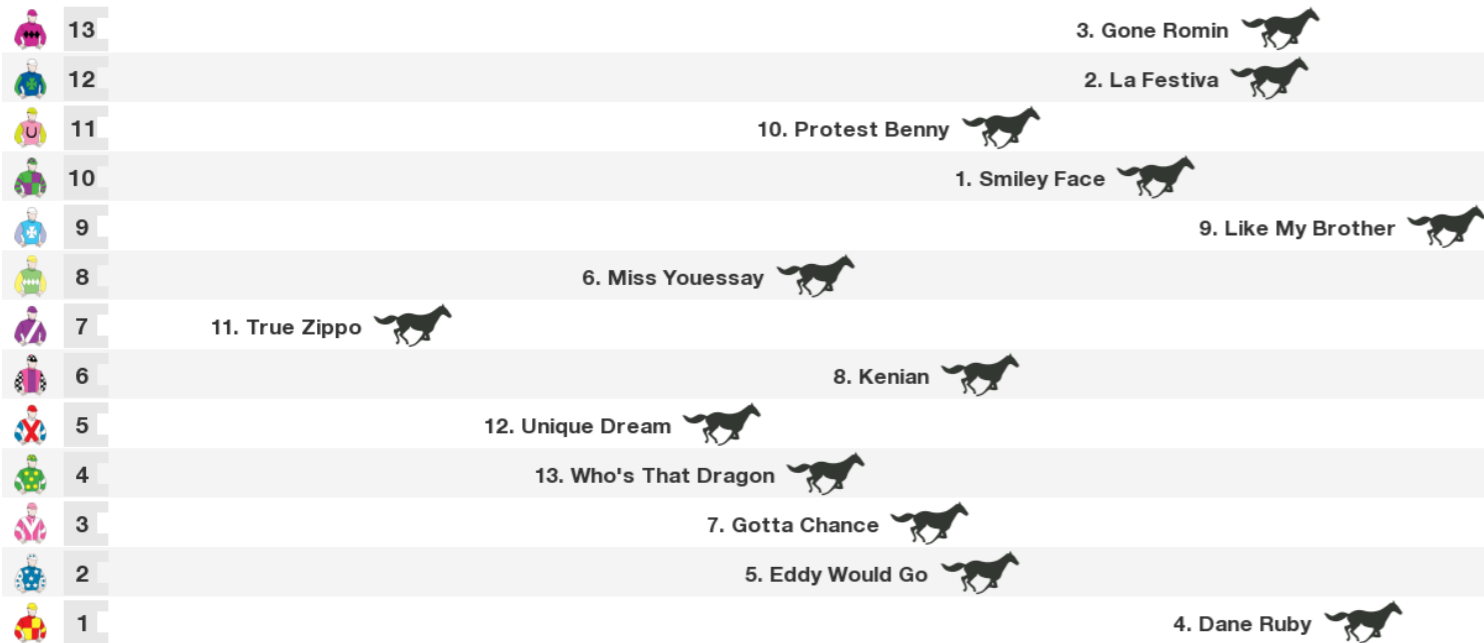 13 3. Gone Romin
12 2. La Festiva
U 11 10. Protest Benny
10 1. Smiley Face
9 9. Like My Brother
8 6. Miss Youessay
7 11. True Zippo
6 8. Kenian
5 12. Unique Dream
4 13. Who's That Dragon
3 7. Gotta Chance
2 5. Eddy Would Go
1 4. Dane Ruby